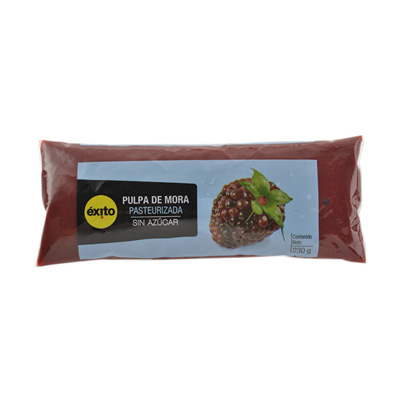 éxito
PULPA DE MORA
PASTEURIZADA
SIN AZÚCAR
Contenido
Neto
230 g